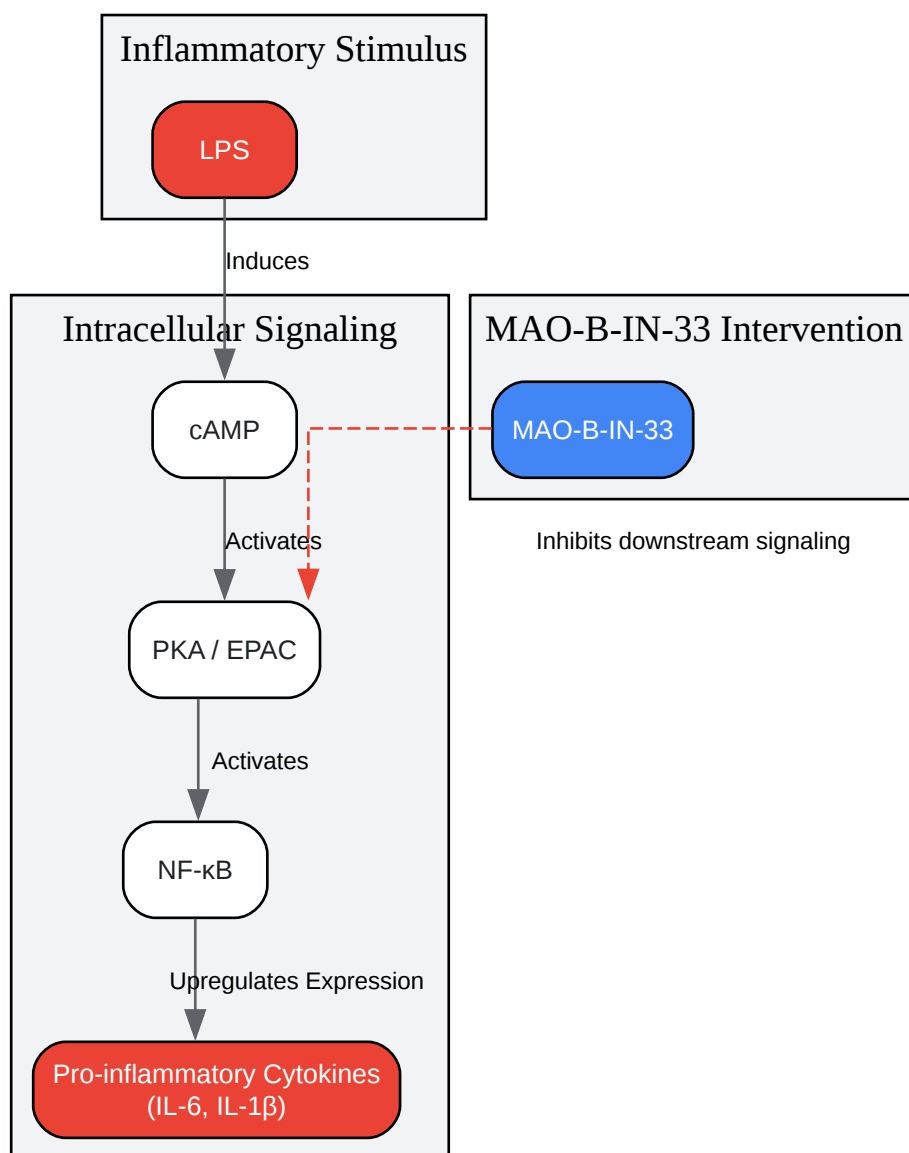 Inflammatory Stimulus
LPS
Induces
Intracellular Signaling
MAO-B-IN-33 Intervention
cAMP
MAO-B-IN-33
Activates
Inhibits downstream signaling
PKA / EPAC
Activates
NF-κB
Upregulates Expression
Pro-inflammatory Cytokines
(IL-6, IL-1β)